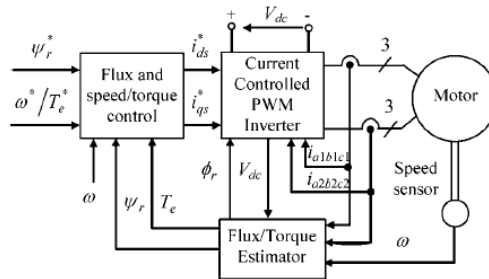 + V_dc -
ψ_r^* i_ds^* 3
Flux and
speed/torque
control
Current
Controlled
PWM
Inverter
Motor
ω^*/T_e^* i_qs^* 3
i_a1b1c1
i_a2b2c2
Speed
sensor
ω ψ_r T_e ϕ_r V_dc
Flux/Torque
Estimator
ω